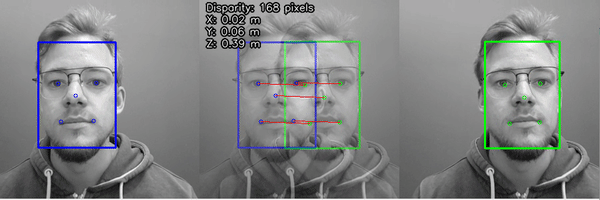 Disparity: 168 pixels
X: 0.02 m
Y: 0.06 m
Z: 0.39 m